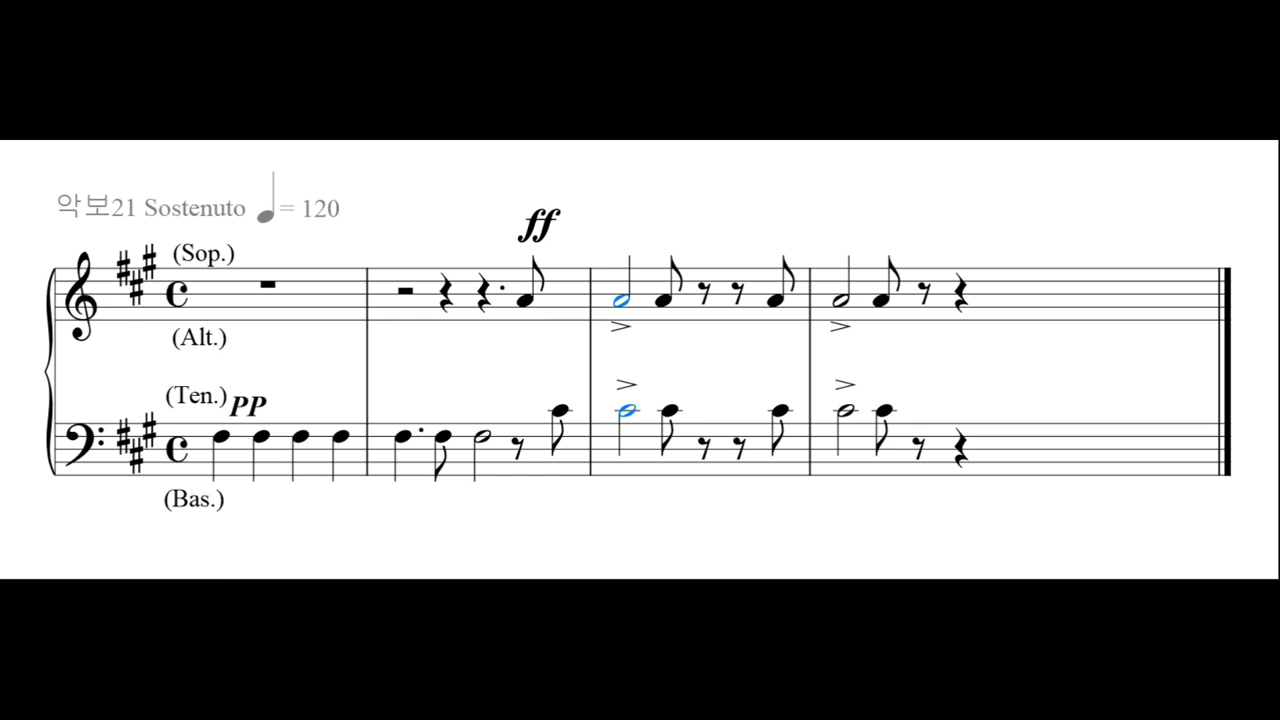 악보21 Sostenuto = 120
ff
(Sop.)
(Alt.)
(Ten.) pp
(Bas.)